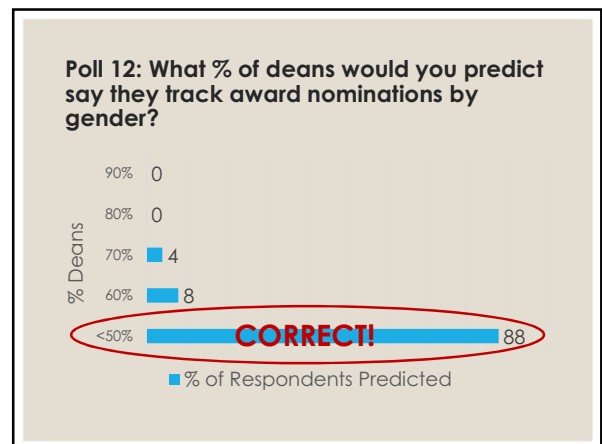 Poll 12: What % of deans would you predict
say they track award nominations by
gender?
90% 0
80% 0
% Deans
70% 4
60% 8
<50% CORRECT! 88
% of Respondents Predicted